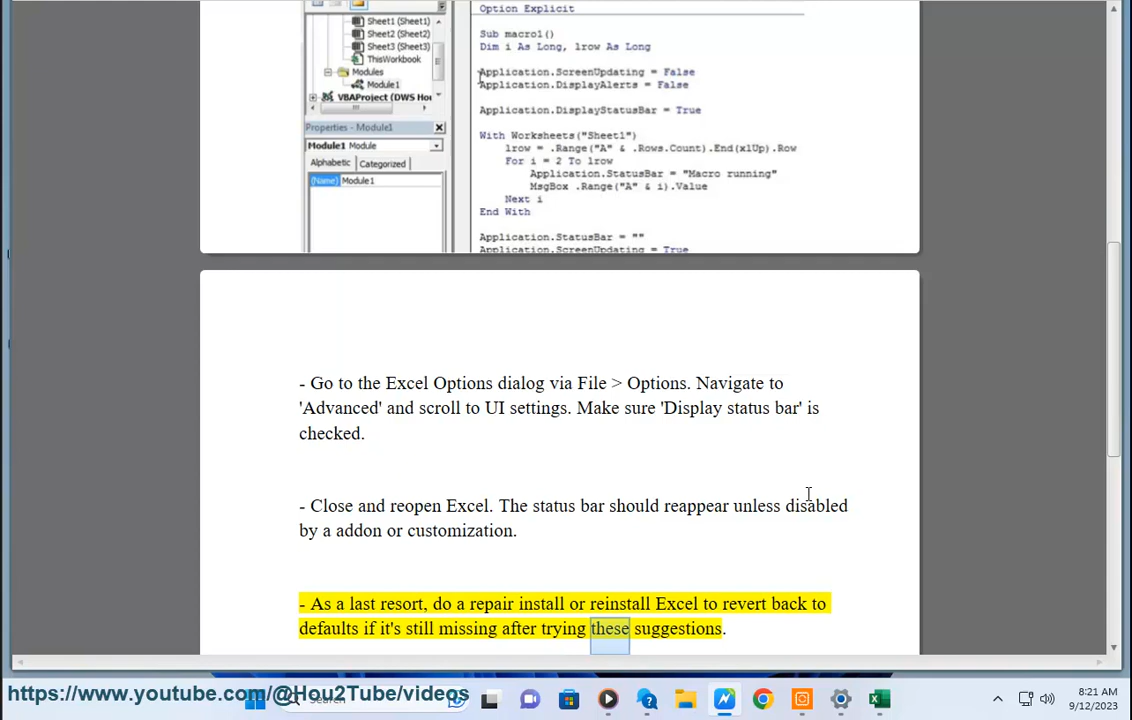 Option Explicit
Sheet1 (Sheet1)
Sheet2 (Sheet2)
Sheet3 (Sheet3)
ThisWorkbook
Modules
Module1
VBAProject (DWS Hou
Properties - Module1
Module1 Module
Alphabetic Categorized
(Name) Module1
Sub macro1()
Dim i As Long, lrow As Long
Application.ScreenUpdating = False
Application.DisplayAlerts = False
Application.DisplayStatusBar = True
With Worksheets("Sheet1")
lrow = .Range("A" & .Rows.Count).End(xlUp).Row
For i = 2 To lrow
Application.StatusBar = "Macro running"
MsgBox .Range("A" & i).Value
Next i
End With
Application.StatusBar = ""
Application.ScreenUpdating = True
- Go to the Excel Options dialog via File > Options. Navigate to
'Advanced' and scroll to UI settings. Make sure 'Display status bar' is
checked.
- Close and reopen Excel. The status bar should reappear unless disabled
by a addon or customization.
- As a last resort, do a repair install or reinstall Excel to revert back to
defaults if it's still missing after trying these suggestions.
https://www.youtube.com/@Hou2Tube/videos
Search
8:21 AM
9/12/2023